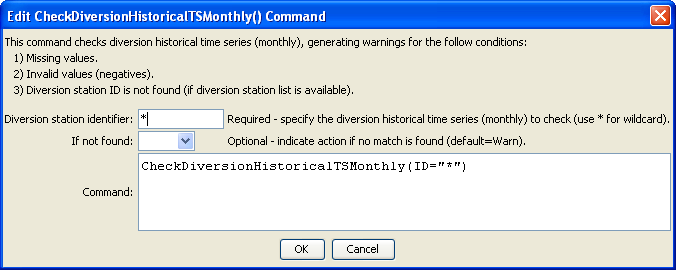 Edit CheckDiversionHistoricalTSMonthly() Command
This command checks diversion historical time series (monthly), generating warnings for the follow conditions:
1) Missing values.
2) Invalid values (negatives).
3) Diversion station ID is not found (if diversion station list is available).
Diversion station identifier: * Required - specify the diversion historical time series (monthly) to check (use * for wildcard).
If not found: Optional - indicate action if no match is found (default=Warn).
CheckDiversionHistoricalTSMonthly(ID="*")
Command:
OK Cancel